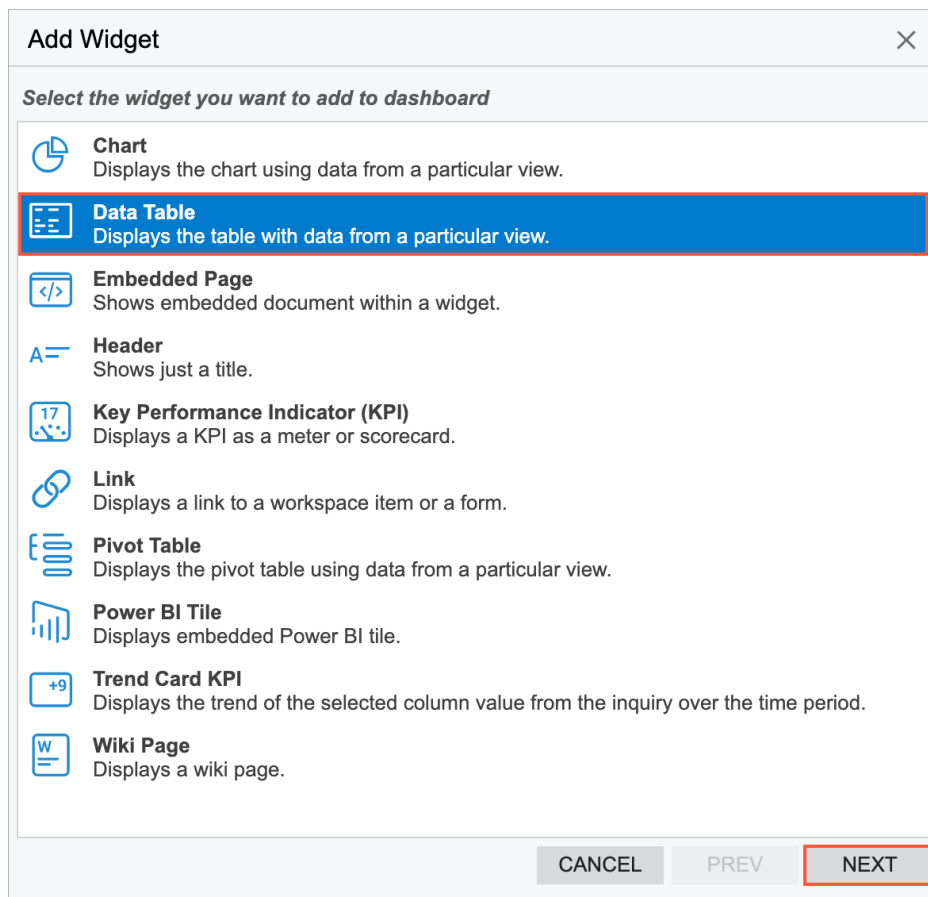 Add Widget
Select the widget you want to add to dashboard
Chart
Displays the chart using data from a particular view.
Data Table
Displays the table with data from a particular view.
Embedded Page
Shows embedded document within a widget.
Header
Shows just a title.
Key Performance Indicator (KPI)
Displays a KPI as a meter or scorecard.
Link
Displays a link to a workspace item or a form.
Pivot Table
Displays the pivot table using data from a particular view.
Power BI Tile
Displays embedded Power BI tile.
Trend Card KPI
Displays the trend of the selected column value from the inquiry over the time period.
Wiki Page
Displays a wiki page.
CANCEL PREV NEXT